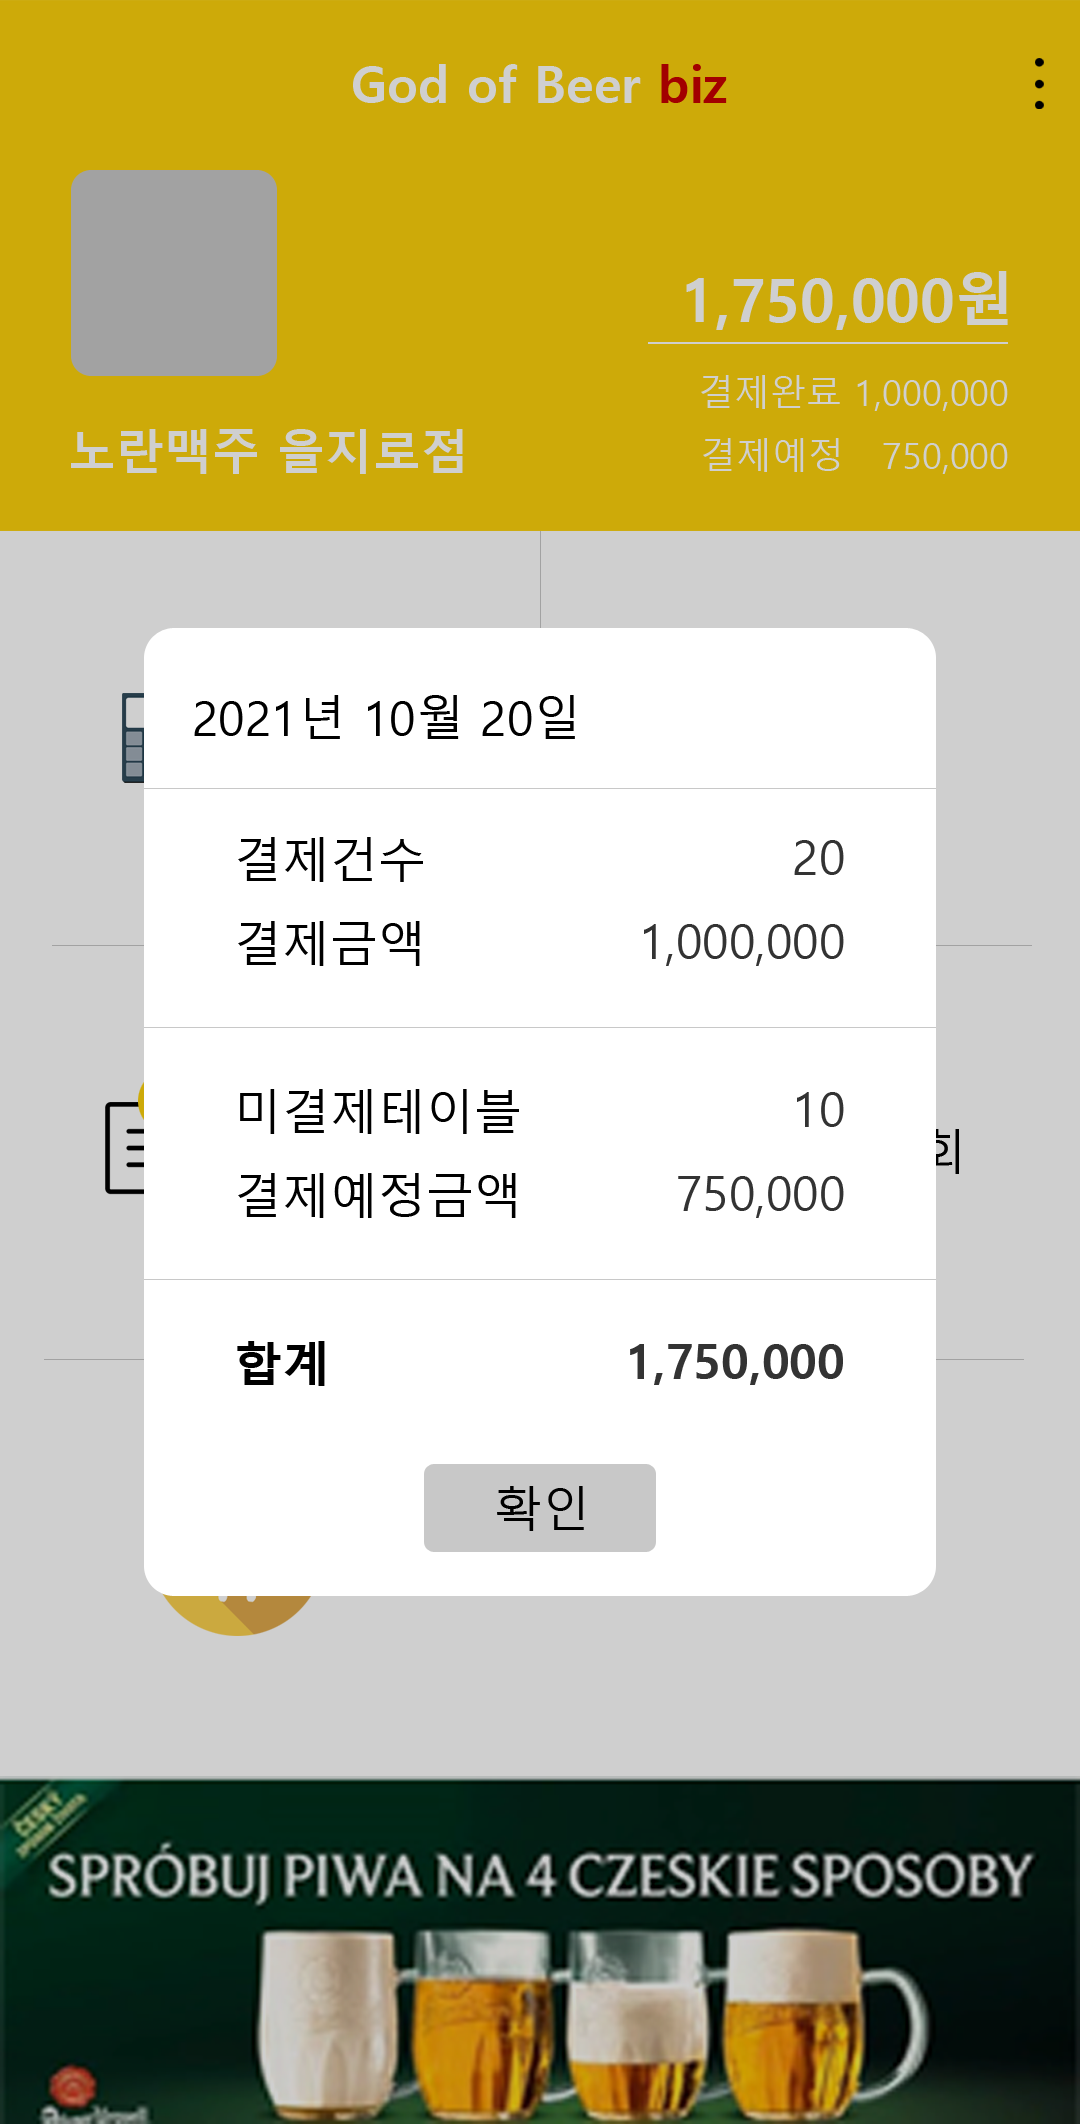 God of Beer biz
1,750,000원
결제완료 1,000,000
노란맥주 을지로점
결제예정 750,000
2021년 10월 20일
결제건수 20
결제금액 1,000,000
미결제테이블 10
회
결제예정금액 750,000
합계 1,750,000
확인
ČESKY
SPRÓBUJ PIWA NA 4 CZESKIE SPOSOBY